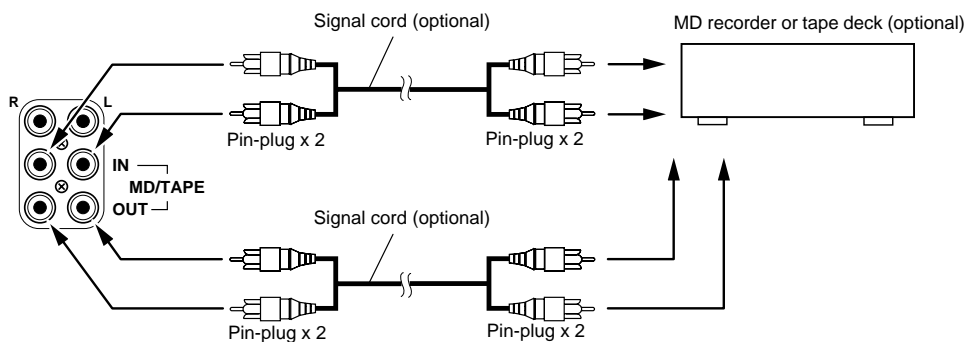 Signal cord (optional)
MD recorder or tape deck (optional)
R
L
Pin-plug x 2
Pin-plug x 2
IN
MD/TAPE
OUT
Signal cord (optional)
Pin-plug x 2
Pin-plug x 2